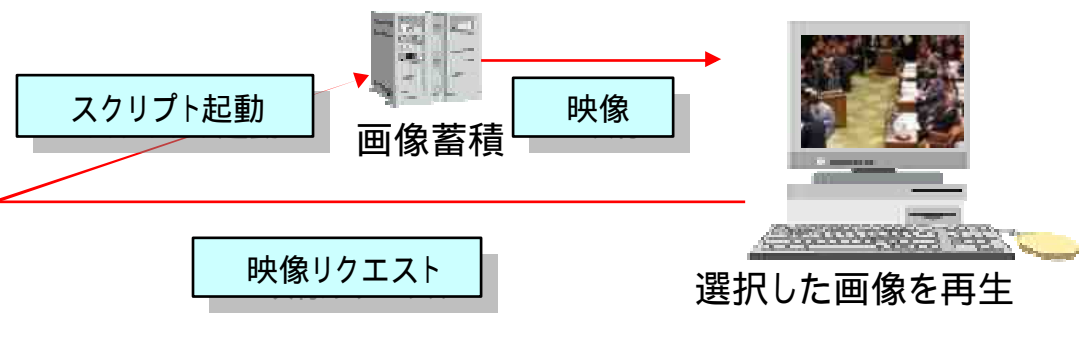 スクリプト起動
画像蓄積
映像
映像リクエスト
選択した画像を再生